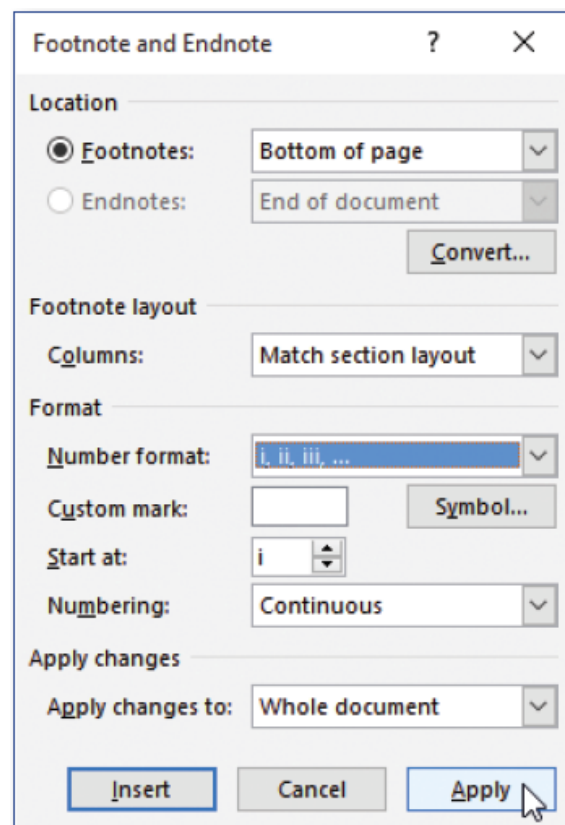 Footnote and Endnote ? ×
Location
Footnotes: Bottom of page
Endnotes: End of document
Convert...
Footnote layout
Columns: Match section layout
Format
Number format: i, ii, iii, ...
Custom mark: Symbol...
Start at: i
Numbering: Continuous
Apply changes
Apply changes to: Whole document
Insert Cancel Apply